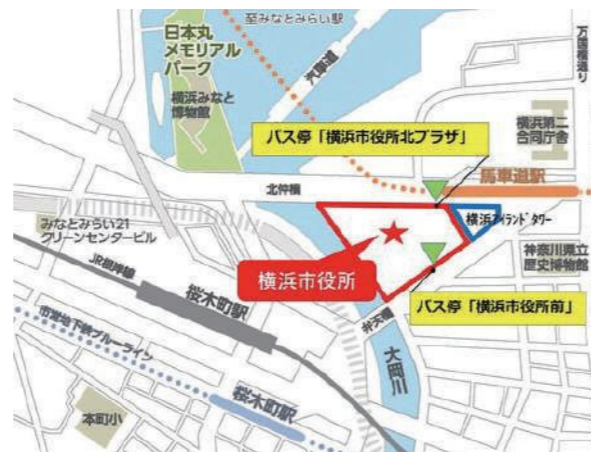 至みなとみらい駅
日本丸
メモリアル
パーク
汽車道
万国橋通り
横浜みなと
博物館
横浜第二
合同庁舎
バス停「横浜市役所北プラザ」
馬車道駅
北仲橋
横浜アイランドタワー
みなとみらい21
グリーンセンタービル
神奈川県立
歴史博物館
JR根岸線
横浜市役所
桜木町駅
バス停「横浜市役所前」
弁天橋
市営地下鉄ブルーライン
大岡川
桜木町駅
本町小